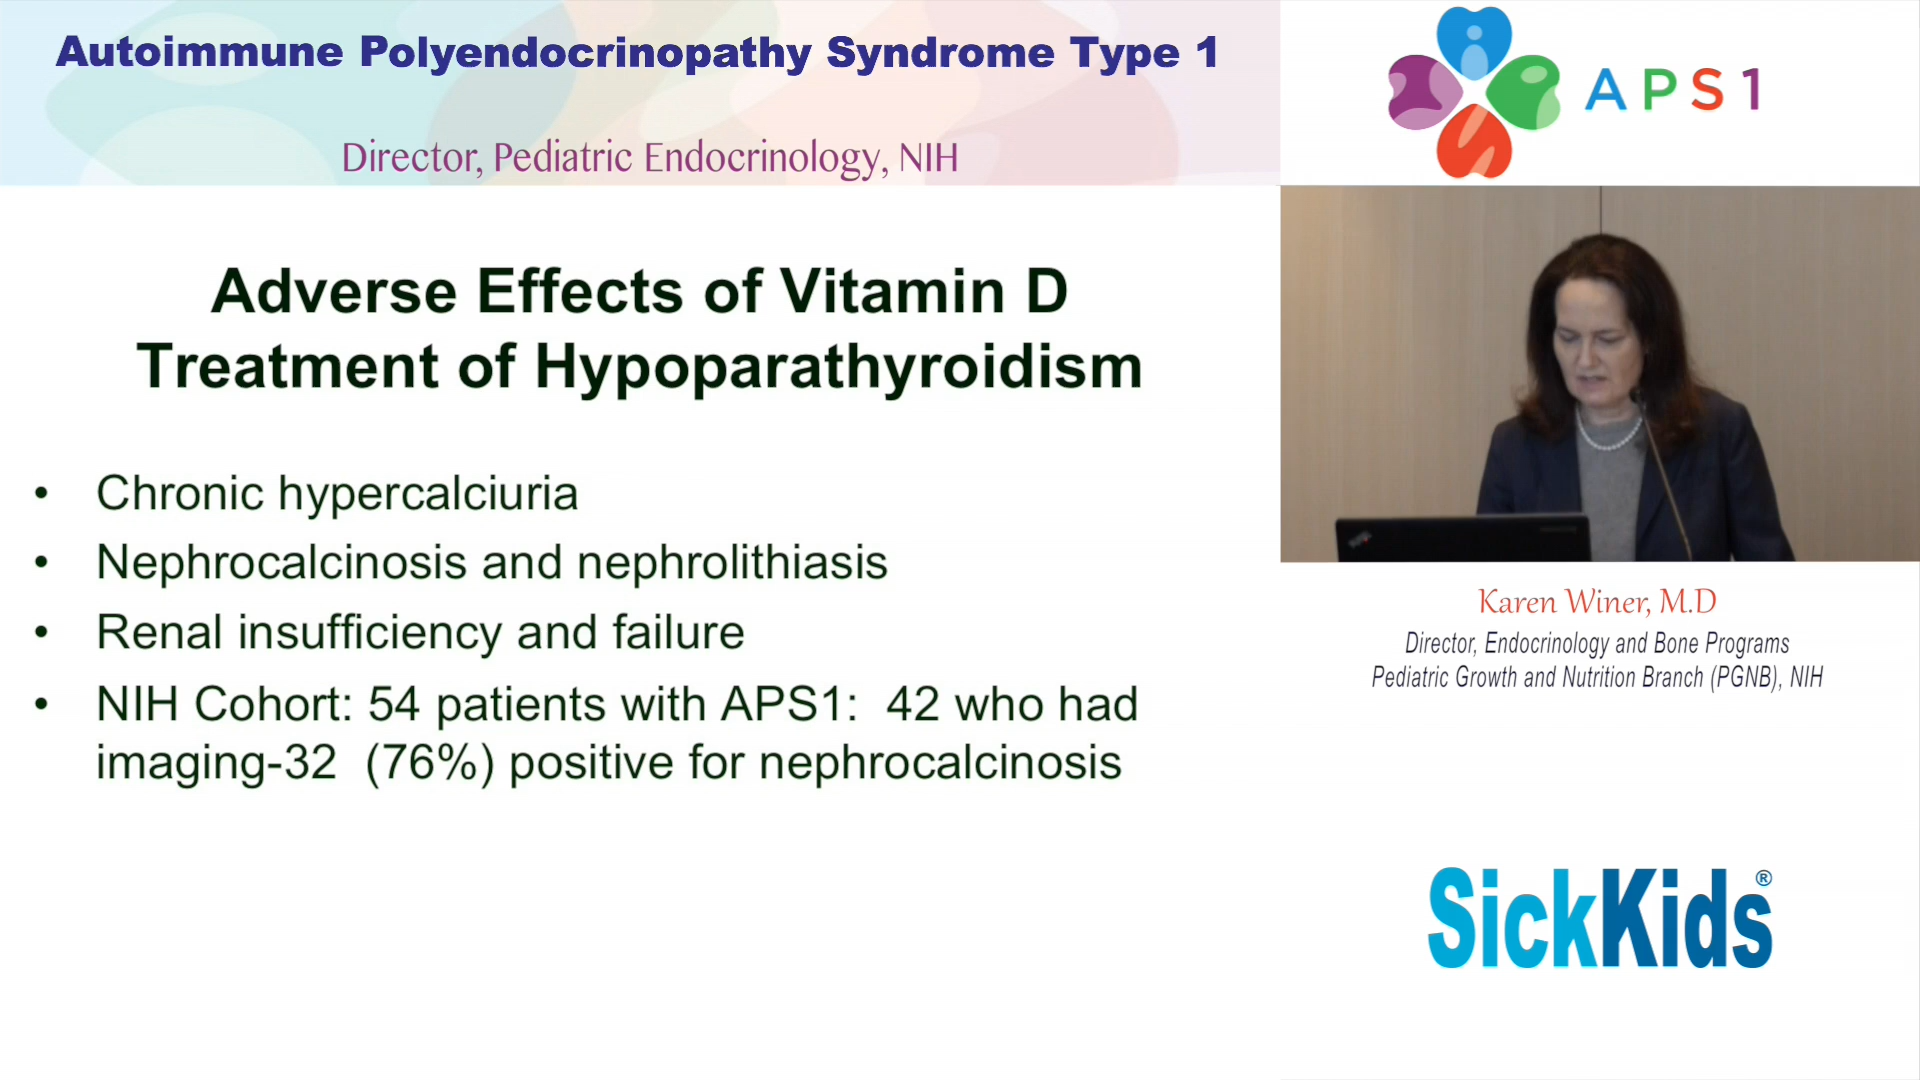 Autoimmune Polyendocrinopathy Syndrome Type 1
Director, Pediatric Endocrinology, NIH
APS1
Adverse Effects of Vitamin D
Treatment of Hypoparathyroidism
• Chronic hypercalciuria
• Nephrocalcinosis and nephrolithiasis
• Renal insufficiency and failure
• NIH Cohort: 54 patients with APS1:  42 who had
imaging-32  (76%) positive for nephrocalcinosis
Karen Winer, M.D
Director, Endocrinology and Bone Programs
Pediatric Growth and Nutrition Branch (PGNB), NIH
SickKids®